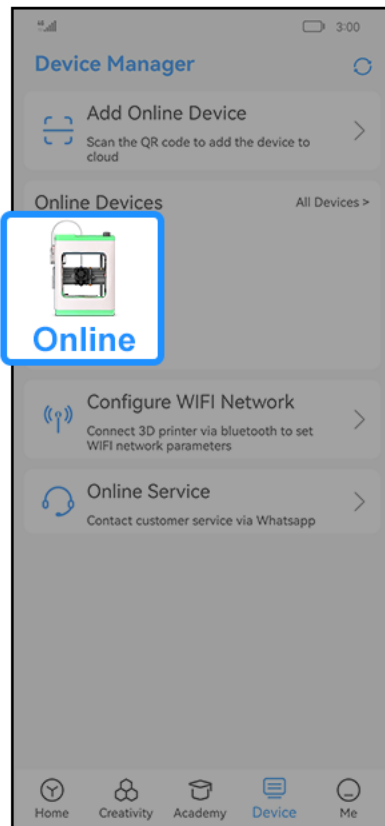 3:00
Device Manager
Add Online Device
Scan the QR code to add the device to
cloud
Online Devices
All Devices >
Online
Configure WIFI Network
Connect 3D printer via bluetooth to set
WIFI network parameters
Online Service
Contact customer service via Whatsapp
Home Creativity Academy Device Me